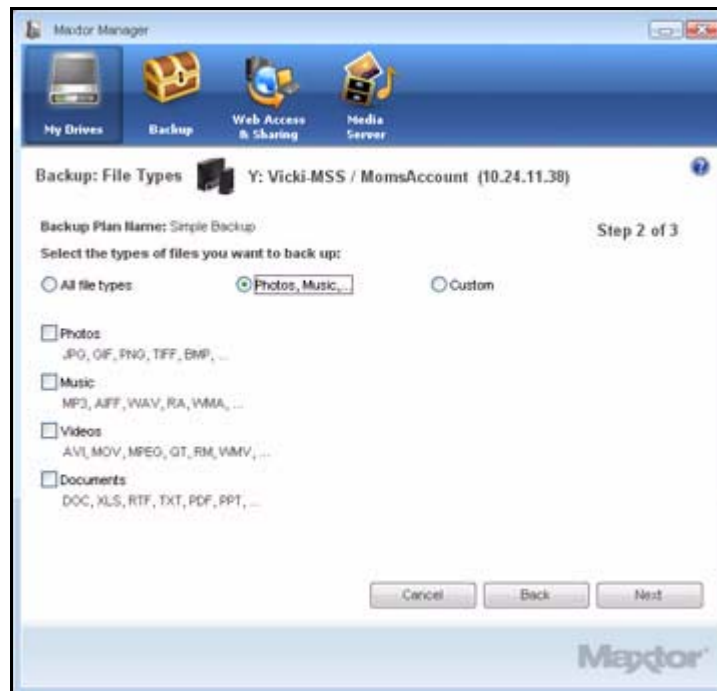 Maxtor Manager
My Drives
Backup
Web Access & Sharing
Media Server
Backup: File Types
Y: Vicki-MSS / MomsAccount (10.24.11.38)
Backup Plan Name: Simple Backup
Step 2 of 3
Select the types of files you want to back up:
All file types
Photos, Music,...
Custom
Photos
JPG, GIF, PNG, TIFF, BMP, ...
Music
MP3, AIFF, WAV, RA, WMA, ...
Videos
AVI, MOV, MPEG, QT, RM, WMV, ...
Documents
DOC, XLS, RTF, TXT, PDF, PPT, ...
Cancel
Back
Next
Maxtor